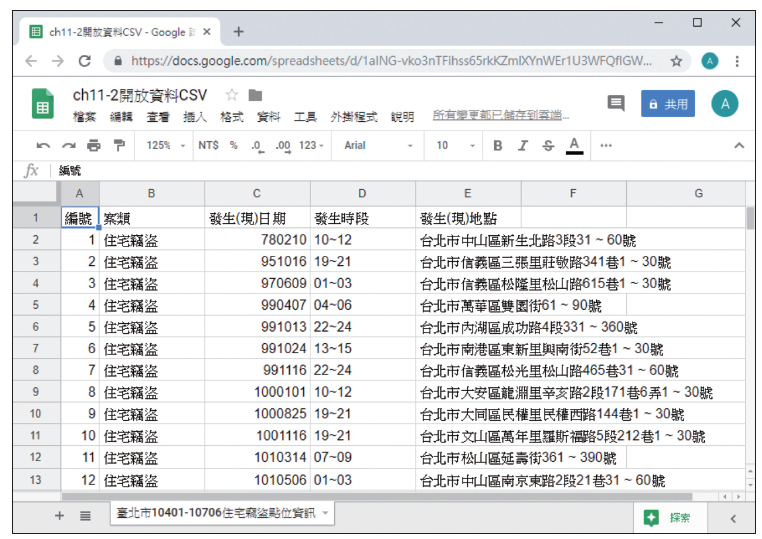 ch11-2開放資料CSV - Google
https://docs.google.com/spreadsheets/d/1aING-vko3nTFlhss65rkKZmlXYnWEr1U3WFQflGW...
A
ch11-2開放資料CSV
共用
A
檔案 編輯 查看 插入 格式 資料 工具 外掛程式 說明 所有變更都已儲存到雲端...
125% NT$ % .0 .00 123 Arial 10 B I S A ...
fx 編號
A B C D E F G
1 編號 案類 發生(現)日期 發生時段 發生(現)地點
2 1 住宅竊盜 780210 10~12 台北市中山區新生北路3段31 ~ 60號
3 2 住宅竊盜 951016 19~21 台北市信義區三張里莊敬路341巷1 ~ 30號
4 3 住宅竊盜 970609 01~03 台北市信義區松隆里松山路615巷1 ~ 30號
5 4 住宅竊盜 990407 04~06 台北市萬華區雙園街61 ~ 90號
6 5 住宅竊盜 991013 22~24 台北市內湖區成功路4段331 ~ 360號
7 6 住宅竊盜 991024 13~15 台北市南港區東新里興南街52巷1 ~ 30號
8 7 住宅竊盜 991116 22~24 台北市信義區松光里松山路465巷31 ~ 60號
9 8 住宅竊盜 1000101 10~12 台北市大安區龍淵里辛亥路2段171巷6弄1 ~ 30號
10 9 住宅竊盜 1000825 19~21 台北市大同區民權里民權西路144巷1 ~ 30號
11 10 住宅竊盜 1001116 19~21 台北市文山區萬年里羅斯福路5段212巷1 ~ 30號
12 11 住宅竊盜 1010314 07~09 台北市松山區延壽街361 ~ 390號
13 12 住宅竊盜 1010506 01~03 台北市中山區南京東路2段21巷31 ~ 60號
臺北市10401-10706住宅竊盜點位資訊
探索